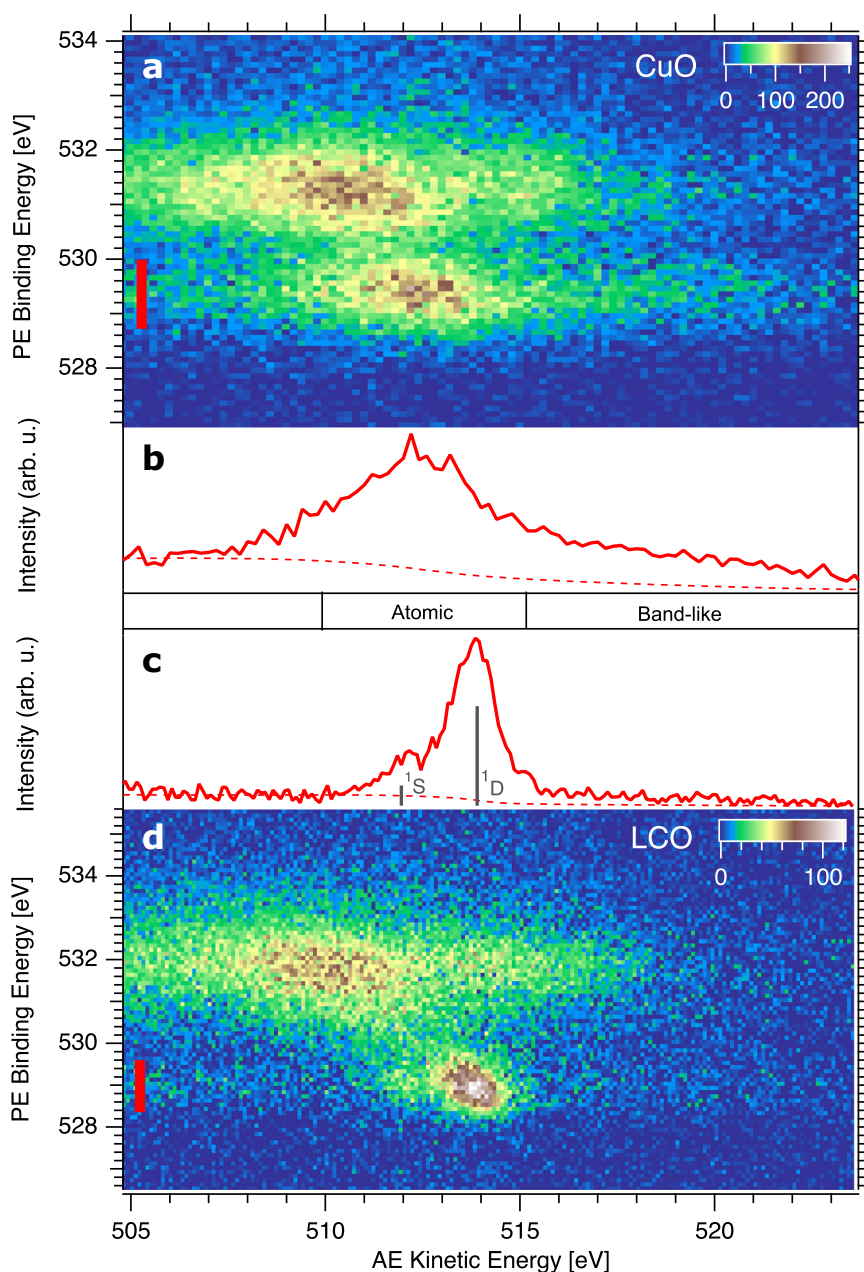 534
a
CuO
0 100 200
532
530
528
PE Binding Energy [eV]
b
Intensity (arb. u.)
Atomic Band-like
c
Intensity (arb. u.)
¹S
¹D
d
LCO
0 100
534
532
530
528
PE Binding Energy [eV]
505 510 515 520
AE Kinetic Energy [eV]